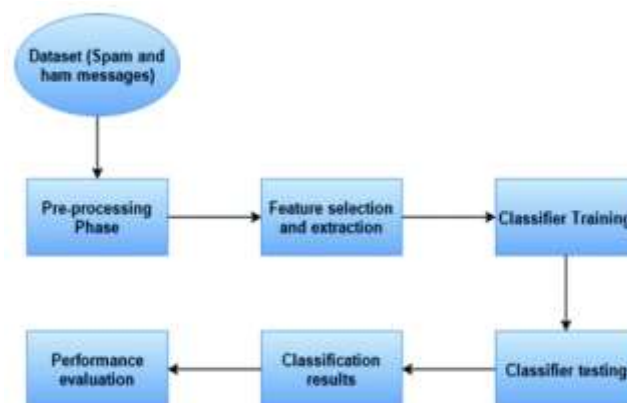 Dataset (Spam and
ham messages)
Pre-processing
Phase
Feature selection
and extraction
Classifier Training
Classifier testing
Classification
results
Performance
evaluation